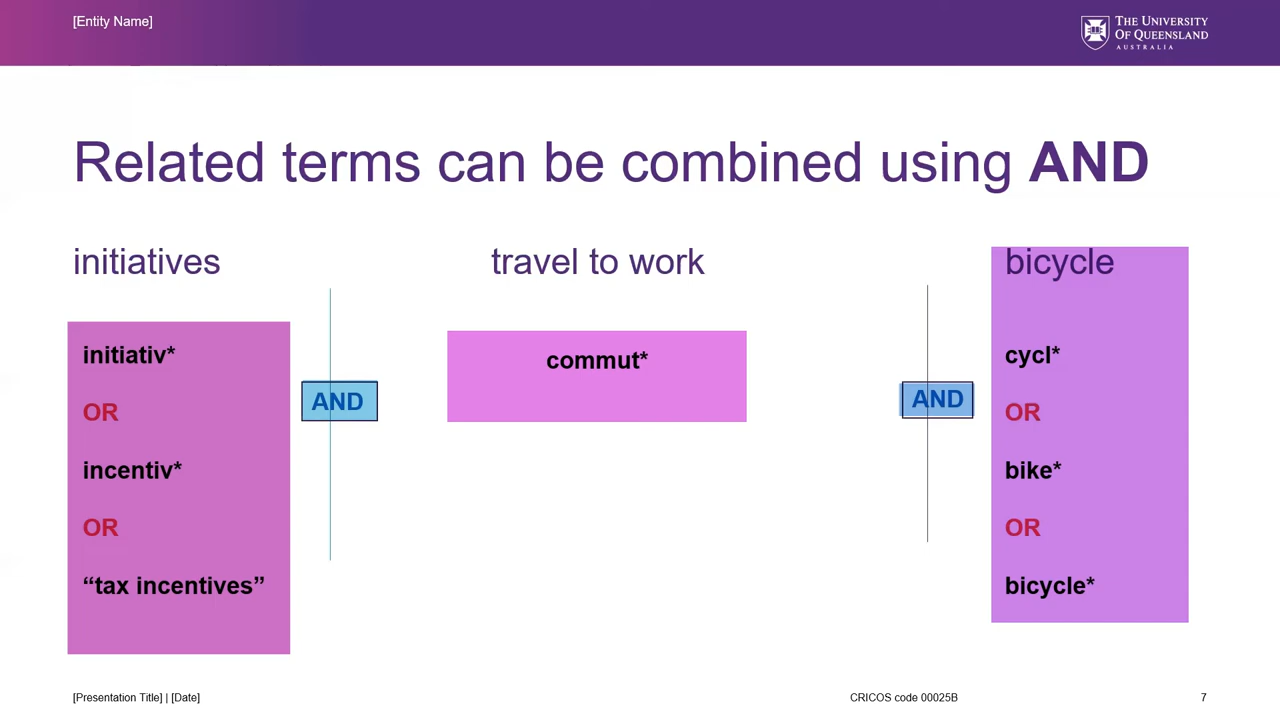 [Entity Name]
THE UNIVERSITY
OF QUEENSLAND
AUSTRALIA
Related terms can be combined using AND
initiatives
initiativ*
OR
incentiv*
OR
“tax incentives”
AND
travel to work
commut*
AND
bicycle
cycl*
OR
bike*
OR
bicycle*
[Presentation Title] | [Date]
CRICOS code 00025B
7